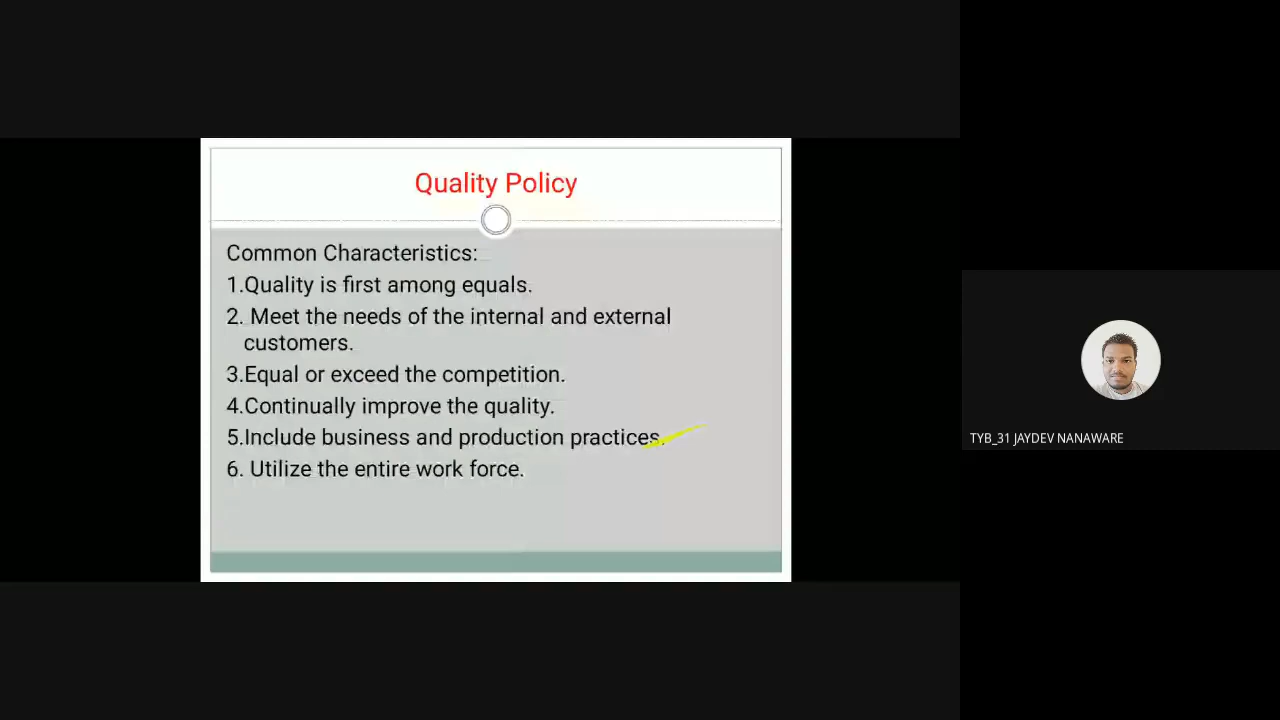 Quality Policy
Common Characteristics:
1.Quality is first among equals.
2. Meet the needs of the internal and external
customers.
3.Equal or exceed the competition.
4.Continually improve the quality.
5.Include business and production practices.
6. Utilize the entire work force.
TYB_31 JAYDEV NANAWARE